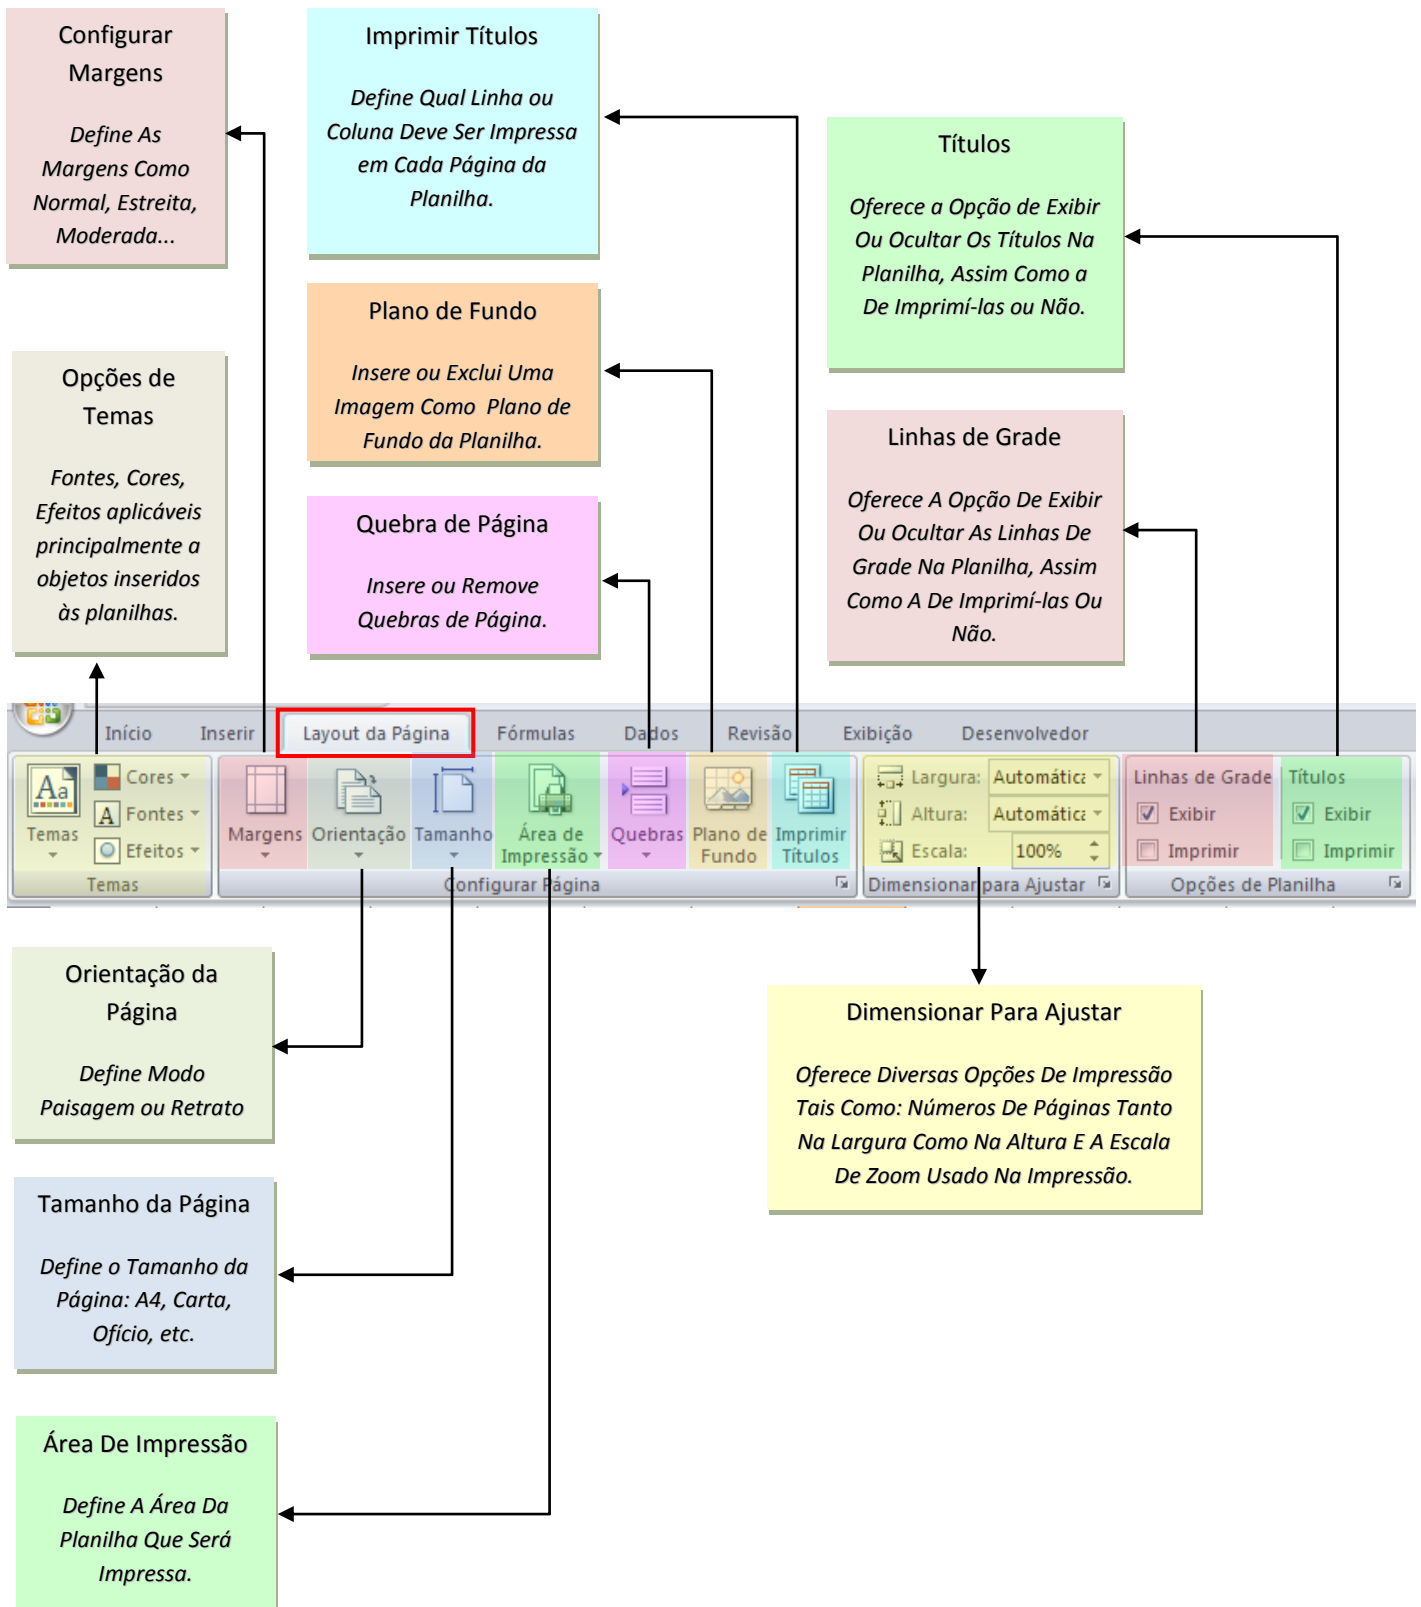 Configurar
Margens
Define As
Margens Como
Normal, Estreita,
Moderada...
Imprimir Títulos
Define Qual Linha ou
Coluna Deve Ser Impressa
em Cada Página da
Planilha.
Títulos
Oferece a Opção de Exibir
Ou Ocultar Os Títulos Na
Planilha, Assim Como a
De Imprimí-las ou Não.
Plano de Fundo
Insere ou Exclui Uma
Imagem Como Plano de
Fundo da Planilha.
Opções de
Temas
Fontes, Cores,
Efeitos aplicáveis
principalmente a
objetos inseridos
às planilhas.
Linhas de Grade
Oferece A Opção De Exibir
Ou Ocultar As Linhas De
Grade Na Planilha, Assim
Como A De Imprimí-las Ou
Não.
Quebra de Página
Insere ou Remove
Quebras de Página.
Início Inserir Layout da Página Fórmulas Dados Revisão Exibição Desenvolvedor
Aa
Temas
Cores
A Fontes
Efeitos
Temas
Margens
Orientação
Tamanho
Área de
Impressão
Quebras
Plano de
Fundo
Imprimir
Títulos
Configurar Página
Largura: Automática
Altura: Automática
Escala: 100%
Dimensionar para Ajustar
Linhas de Grade
Exibir
Imprimir
Títulos
Exibir
Imprimir
Opções de Planilha
Orientação da
Página
Define Modo
Paisagem ou Retrato
Dimensionar Para Ajustar
Oferece Diversas Opções De Impressão
Tais Como: Números De Páginas Tanto
Na Largura Como Na Altura E A Escala
De Zoom Usado Na Impressão.
Tamanho da Página
Define o Tamanho da
Página: A4, Carta,
Ofício, etc.
Área De Impressão
Define A Área Da
Planilha Que Será
Impressa.